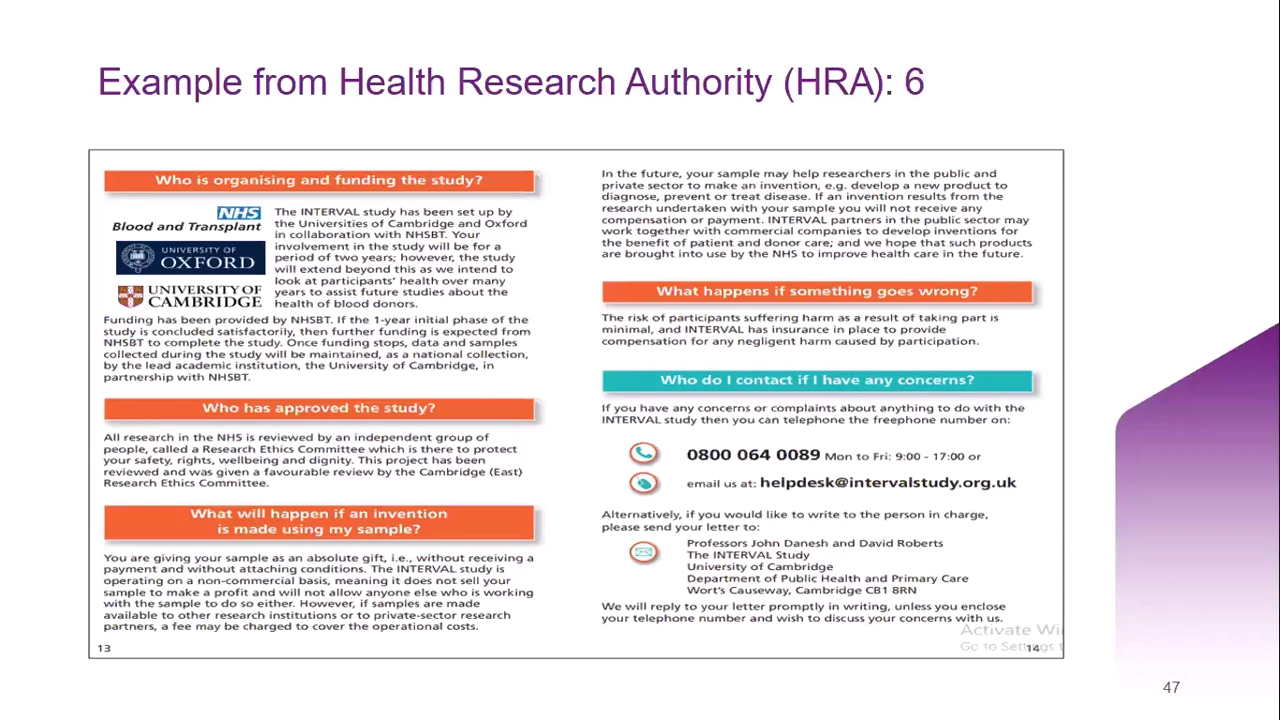 Example from Health Research Authority (HRA): 6
Who is organising and funding the study?
NHS
Blood and Transplant
UNIVERSITY OF
OXFORD
UNIVERSITY OF
CAMBRIDGE
The INTERVAL study has been set up by
the Universities of Cambridge and Oxford
in collaboration with NHSBT. Your
involvement in the study will be for a
period of two years; however, the study
will extend beyond this as we intend to
look at participants' health over many
years to assist future studies about the
health of blood donors.
Funding has been provided by NHSBT. If the 1-year initial phase of the
study is concluded satisfactorily, then further funding is expected from
NHSBT to complete the study. Once funding stops, data and samples
collected during the study will be maintained, as a national collection,
by the lead academic institution, the University of Cambridge, in
partnership with NHSBT.
Who has approved the study?
All research in the NHS is reviewed by an independent group of
people, called a Research Ethics Committee which is there to protect
your safety, rights, wellbeing and dignity. This project has been
reviewed and was given a favourable review by the Cambridge (East)
Research Ethics Committee.
What will happen if an invention
is made using my sample?
You are giving your sample as an absolute gift, i.e., without receiving a
payment and without attaching conditions. The INTERVAL study is
operating on a non-commercial basis, meaning it does not sell your
sample to make a profit and will not allow anyone else who is working
with the sample to do so either. However, if samples are made
available to other research institutions or to private-sector research
partners, a fee may be charged to cover the operational costs.
13
In the future, your sample may help researchers in the public and
private sector to make an invention, e.g. develop a new product to
diagnose, prevent or treat disease. If an invention results from the
research undertaken with your sample you will not receive any
compensation or payment. INTERVAL partners in the public sector may
work together with commercial companies to develop inventions for
the benefit of patient and donor care; and we hope that such products
are brought into use by the NHS to improve health care in the future.
What happens if something goes wrong?
The risk of participants suffering harm as a result of taking part is
minimal, and INTERVAL has insurance in place to provide
compensation for any negligent harm caused by participation.
Who do I contact if I have any concerns?
If you have any concerns or complaints about anything to do with the
INTERVAL study then you can telephone the freephone number on:
0800 064 0089 Mon to Fri: 9:00 - 17:00 or
email us at: helpdesk@intervalstudy.org.uk
Alternatively, if you would like to write to the person in charge,
please send your letter to:
Professors John Danesh and David Roberts
The INTERVAL Study
University of Cambridge
Department of Public Health and Primary Care
Wort's Causeway, Cambridge CB1 8RN
We will reply to your letter promptly in writing, unless you enclose
your telephone number and wish to discuss your concerns with us.
Activate Wi
Go to Settings t
14
47